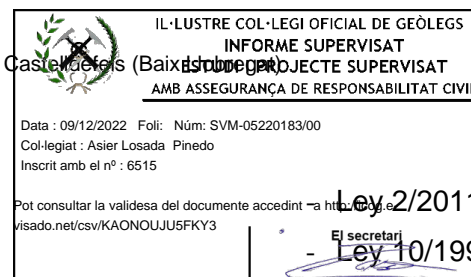 IL·LUSTRE COL·LEGI OFICIAL DE GEÒLEGS
INFORME SUPERVISAT
Castelldefels (Baix Llobregat).
ESTUDI - PROJECTE SUPERVISAT
AMB ASSEGURANÇA DE RESPONSABILITAT CIVIL
Data : 09/12/2022 Foli: Núm: SVM-05220183/00
Col·legiat : Asier Losada Pinedo
Inscrit amb el nº : 6515
Pot consultar la validesa del documente accedint a http://icog.e-
visado.net/csv/KAONOUJU5FKY3
- Ley 2/2011
El secretari
- Ley 10/199